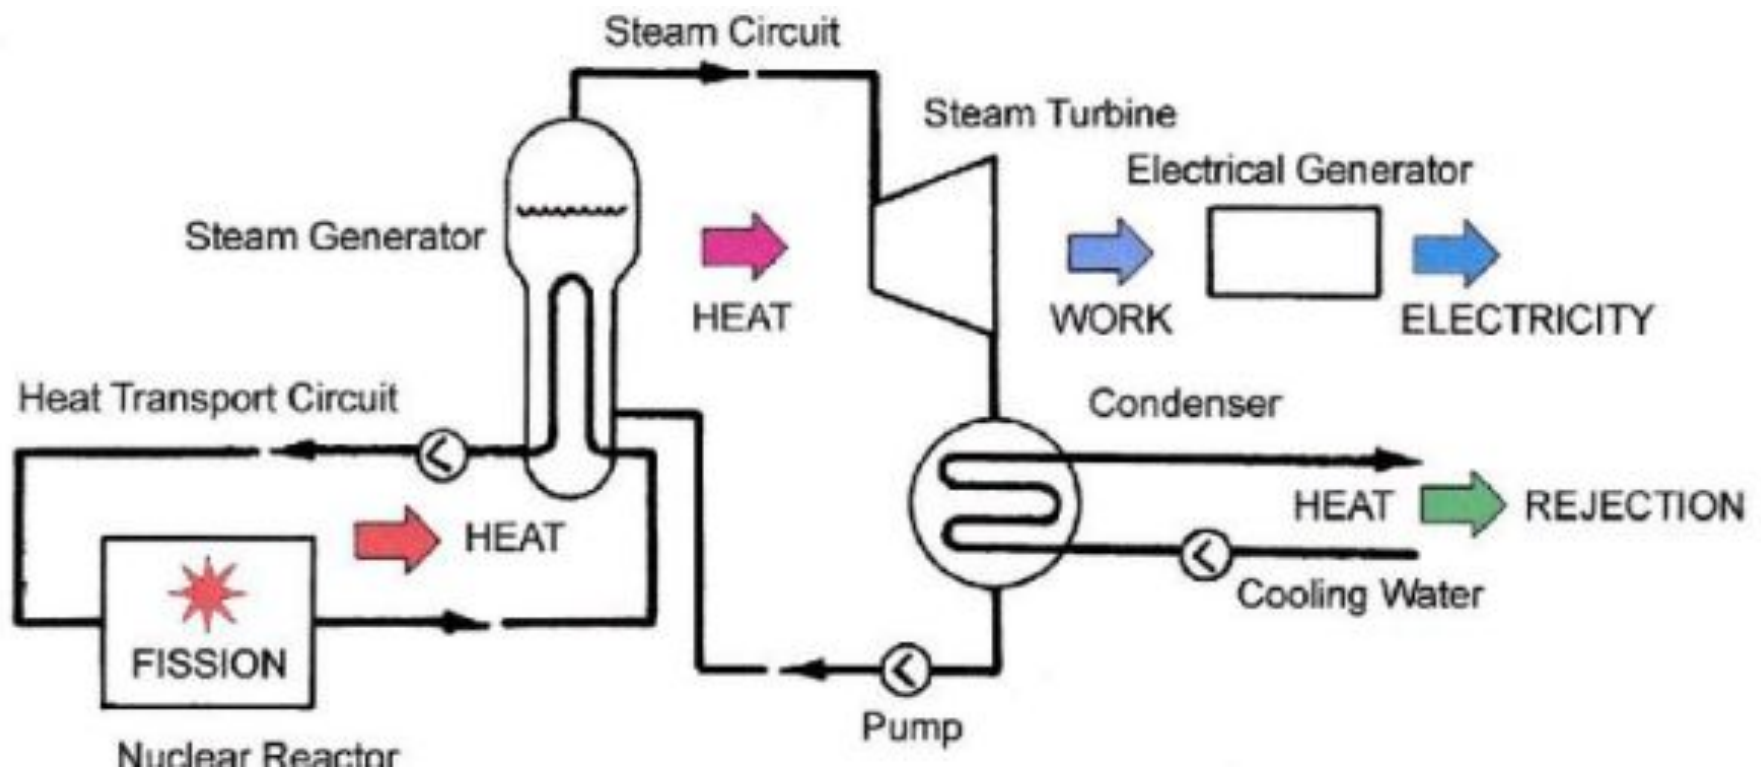 Steam Circuit
Steam Turbine
Electrical Generator
Steam Generator
HEAT
WORK
ELECTRICITY
Heat Transport Circuit
Condenser
HEAT
HEAT
REJECTION
Cooling Water
FISSION
Pump
Nuclear Reactor